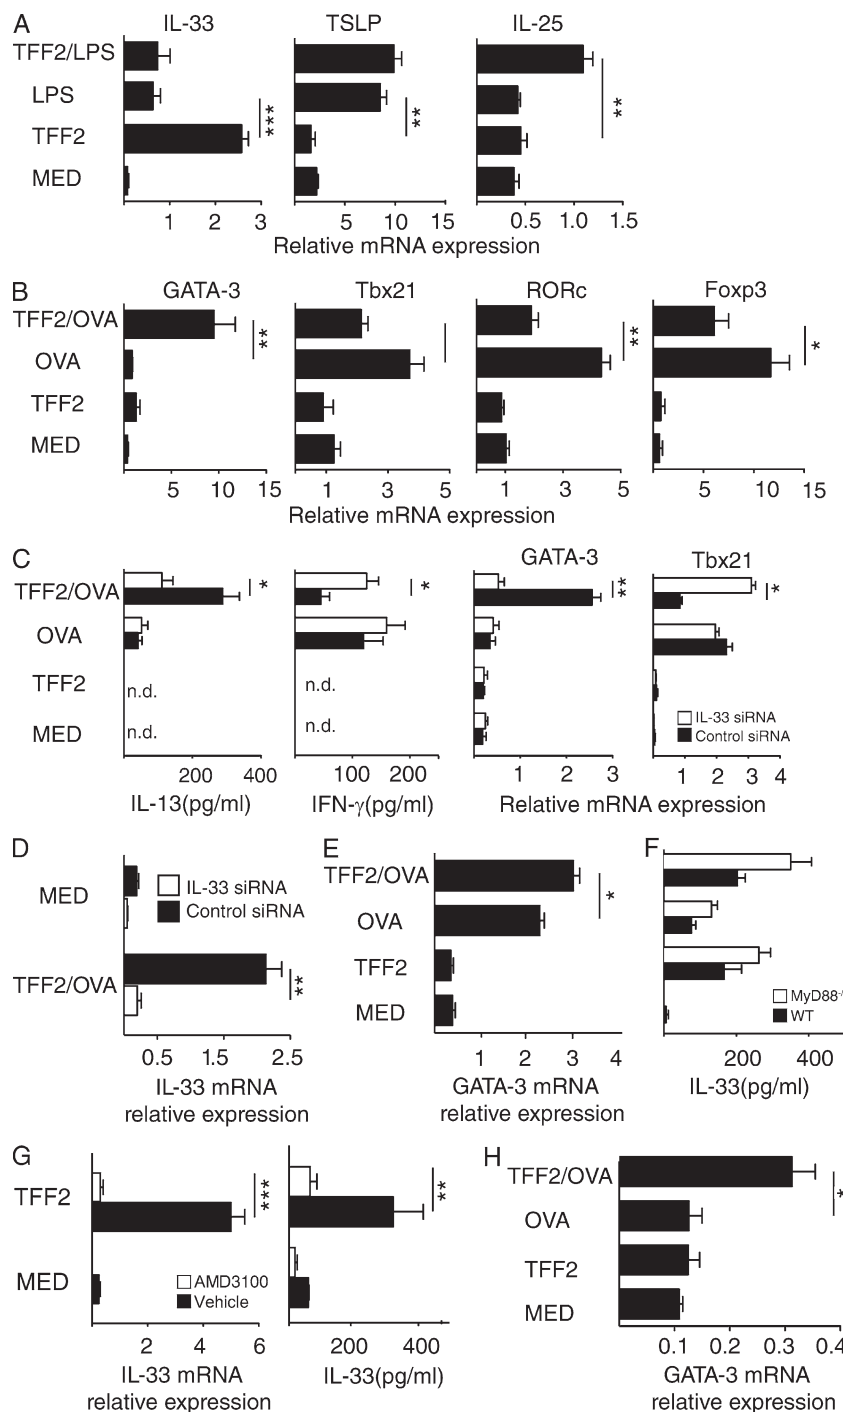 A
IL-33 TSLP IL-25
TFF2/LPS
LPS
TFF2
MED
*** ** **
1 2 3 5 10 15 0.5 1.0 1.5
Relative mRNA expression
B
GATA-3 Tbx21 RORc Foxp3
TFF2/OVA
OVA
TFF2
MED
** ** *
5 10 15 1 3 5 1 3 5 5 10 15
Relative mRNA expression
C
GATA-3 Tbx21
TFF2/OVA
OVA
TFF2
MED
* * ** *
n.d. n.d.
n.d. n.d.
IL-33 siRNA
Control siRNA
200 400 100 200 1 2 3 1 2 3 4
IL-13(pg/ml) IFN-γ(pg/ml) Relative mRNA expression
D
MED
TFF2/OVA
IL-33 siRNA
Control siRNA
**
0.5 1.5 2.5
IL-33 mRNA
relative expression
E
TFF2/OVA
OVA
TFF2
MED
*
1 2 3 4
GATA-3 mRNA
relative expression
F
MyD88-/
WT
200 400
IL-33(pg/ml)
G
TFF2
MED
*** **
AMD3100
Vehicle
2 4 6 200 400
IL-33 mRNA IL-33(pg/ml)
relative expression
H
TFF2/OVA
OVA
TFF2
MED
*
0.1 0.2 0.3 0.4
GATA-3 mRNA
relative expression